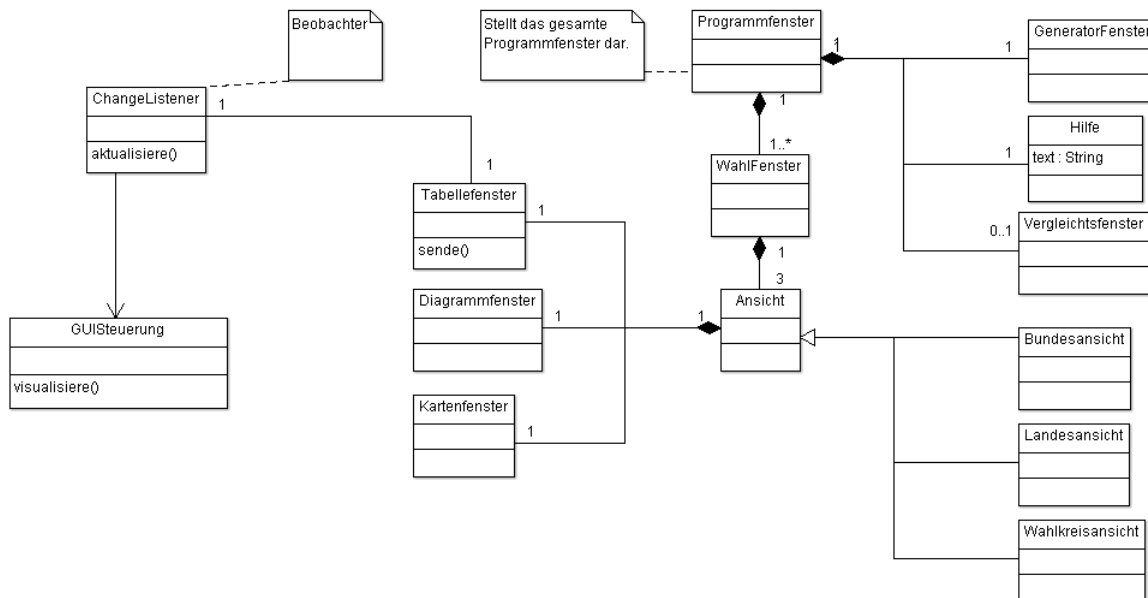 Beobachter
Stellt das gesamte
Programmfenster dar.
Programmfenster
1
1
GeneratorFenster
ChangeListener
1
aktualisiere()
1
1..*
1
Hilfe
text : String
WahlFenster
1
Tabellefenster
1
sende()
0..1
Vergleichtsfenster
1
3
Ansicht
Diagrammfenster
1
1
GUISteuerung
visualisiere()
Bundesansicht
Kartenfenster
1
Landesansicht
Wahlkreisansicht